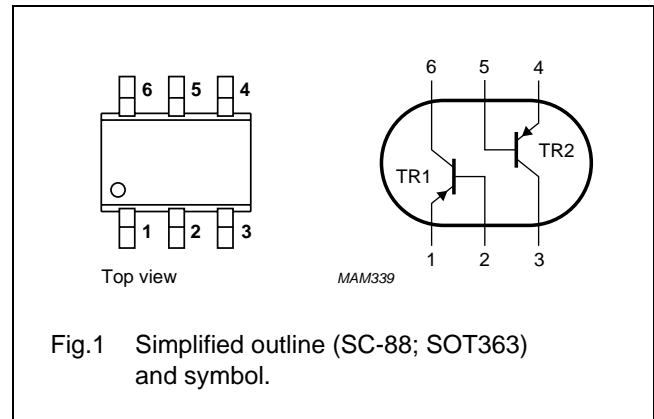 6 5 4
1 2 3
Top view
6 5 4
TR1
TR2
1 2 3
MAM339
Fig.1 Simplified outline (SC-88; SOT363)
and symbol.